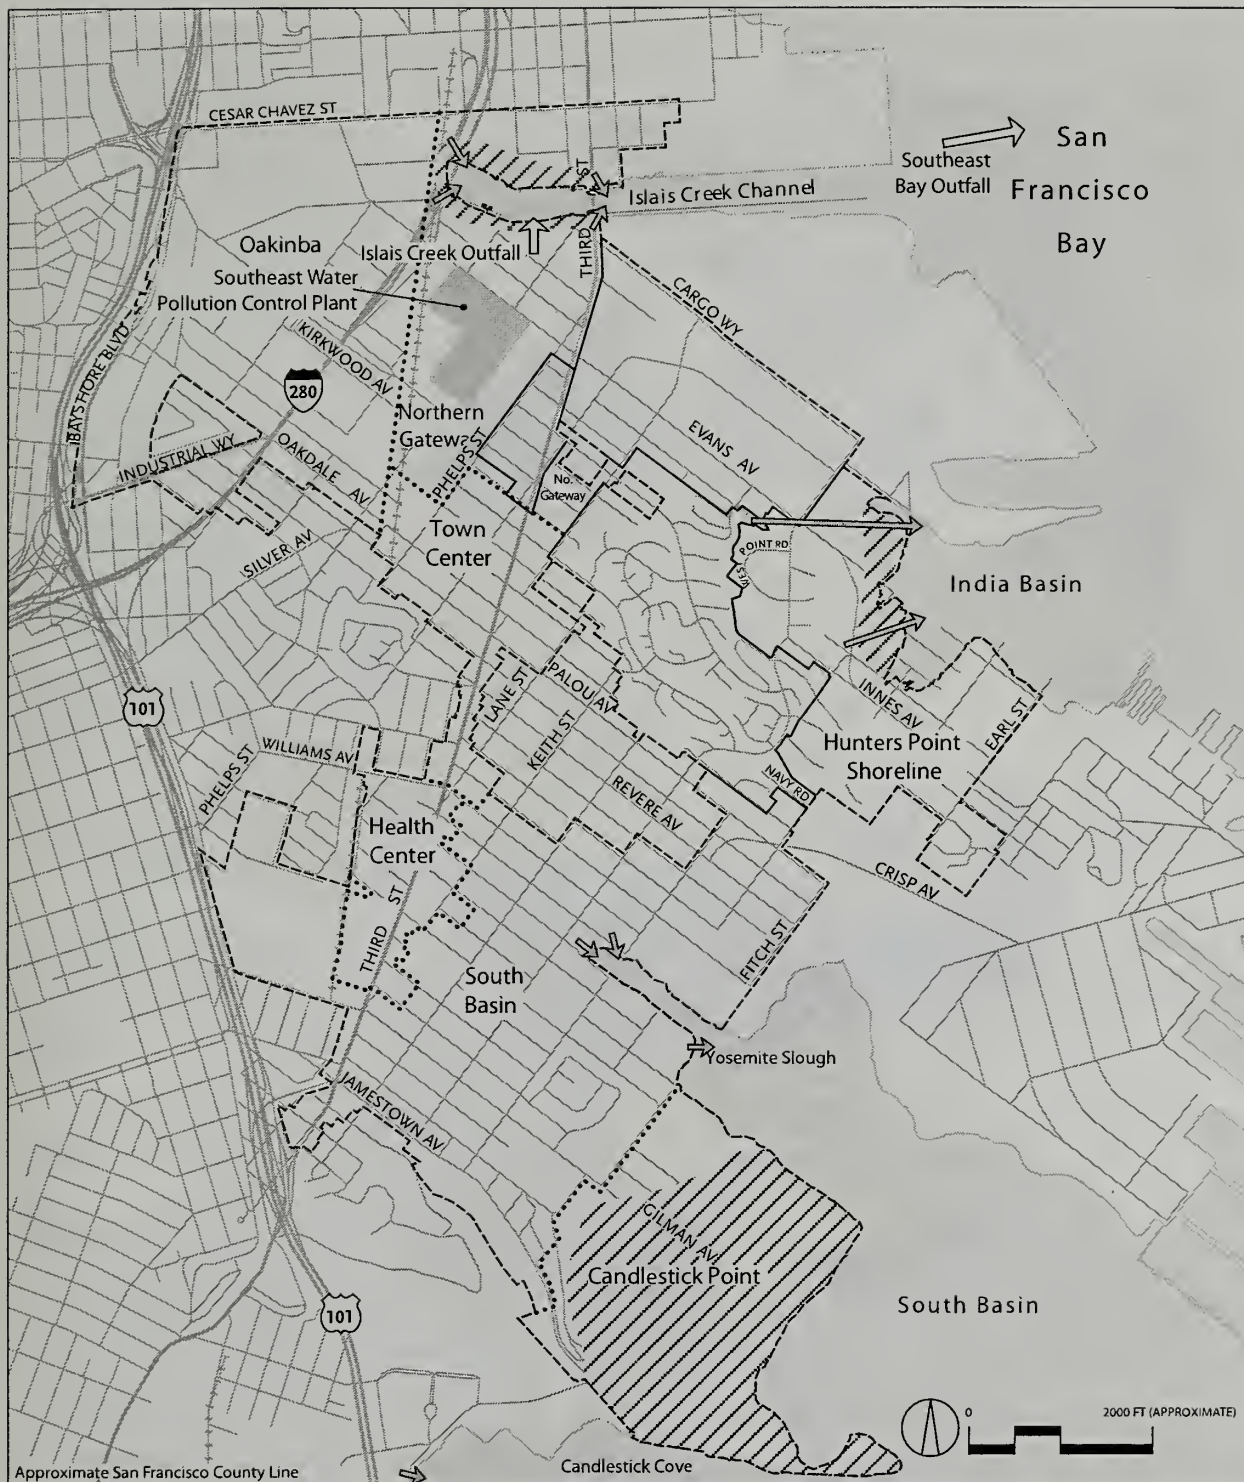 CESAR CHAVEZ ST
San
Francisco
Bay
Southeast
Bay Outfall
Islais Creek Channel
THIRD ST
Oakinba
Islais Creek Outfall
Southeast Water
Pollution Control Plant
CARGO WY
BAYSHORE BLVD
KIRKWOOD AV
280
Northern
Gateway
PHELPS ST
EVANS AV
INDUSTRIAL WY
OAKDALE AV
No.
Gateway
Town
Center
SILVER AV
POINT RD
WEST
India Basin
101
LANE ST
PALOU AV
KEITH ST
INNES AV
EARL ST
Hunters Point
Shoreline
WILLIAMS AV
PHELPS ST
NAVY RD
REVERE AV
Health
Center
CRISP AV
THIRD ST
FITCH ST
South
Basin
Yosemite Slough
JAMESTOWN AV
GILMAN AV
Candlestick Point
South Basin
101
0
2000 FT (APPROXIMATE)
Approximate San Francisco County Line
Candlestick Cove